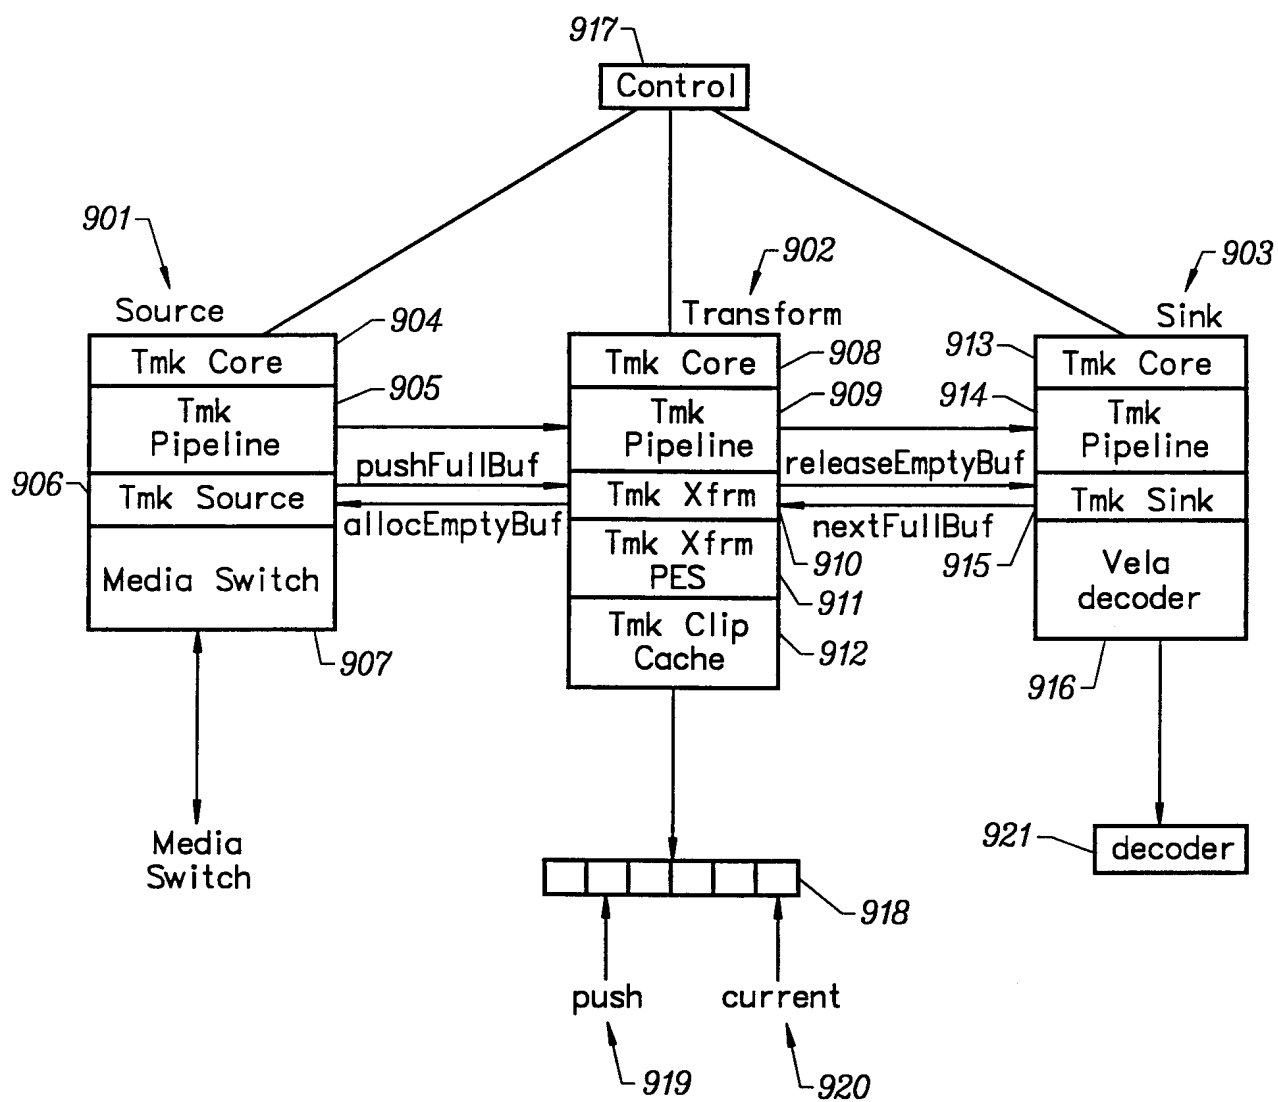 917
Control
901
902
903
Source
Transform
Sink
904
908
913
Tmk Core
Tmk Core
Tmk Core
905
909
914
Tmk
Pipeline
Tmk
Pipeline
Tmk
Pipeline
pushFullBuf
releaseEmptyBuf
906
Tmk Source
Tmk Xfrm
Tmk Sink
allocEmptyBuf
nextFullBuf
910
915
Media Switch
Tmk Xfrm
PES
911
Vela
decoder
Tmk Clip
Cache
912
907
916
Media
Switch
921
decoder
918
push
current
919
920